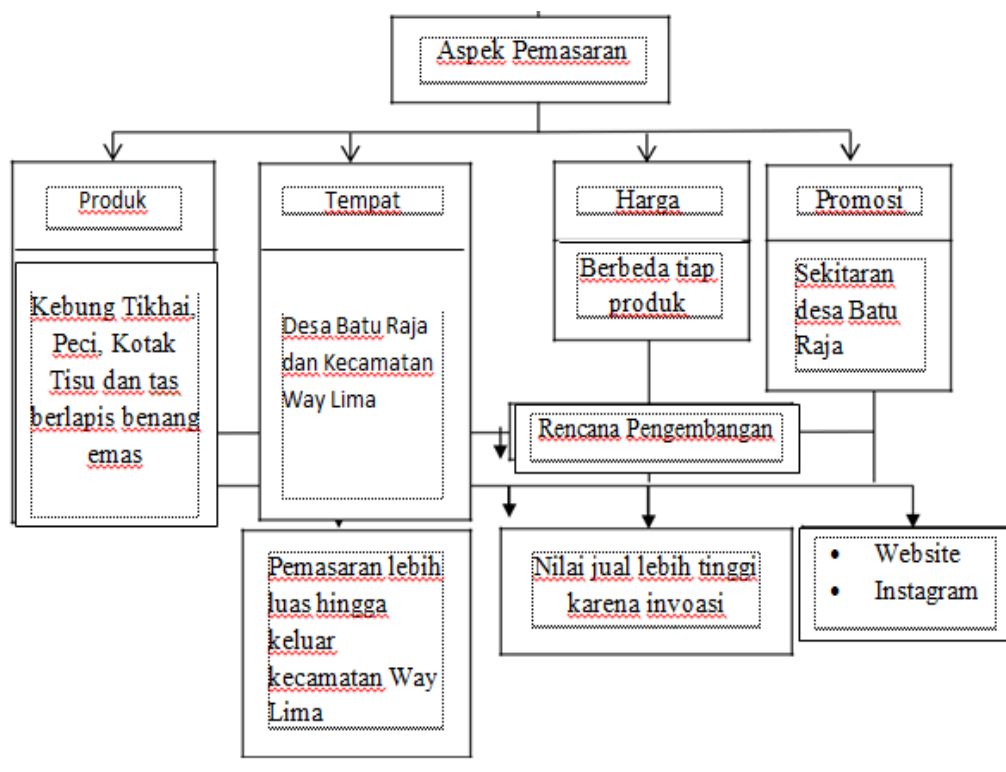 Aspek Pemasaran
Produk
Tempat
Harga
Promosi
Kebung Tikhai,
Peci, Kotak
Tisu dan tas
berlapis benang
emas
Desa Batu Raja
dan Kecamatan
Way Lima
Berbeda tiap
produk
Sekitaran
desa Batu
Raja
Rencana Pengembangan
Pemasaran lebih
luas hingga
keluar
kecamatan Way
Lima
Nilai jual lebih tinggi
karena invoasi
• Website
• Instagram